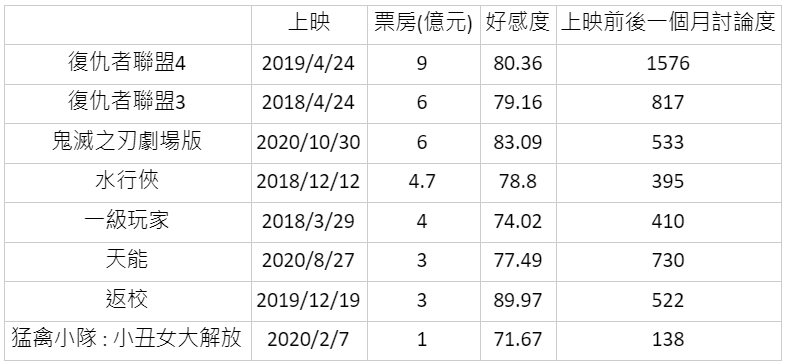 上映 票房(億元) 好感度 上映前後一個月討論度
復仇者聯盟4 2019/4/24 9 80.36 1576
復仇者聯盟3 2018/4/24 6 79.16 817
鬼滅之刃劇場版 2020/10/30 6 83.09 533
水行俠 2018/12/12 4.7 78.8 395
一級玩家 2018/3/29 4 74.02 410
天能 2020/8/27 3 77.49 730
返校 2019/12/19 3 89.97 522
猛禽小隊 : 小丑女大解放 2020/2/7 1 71.67 138